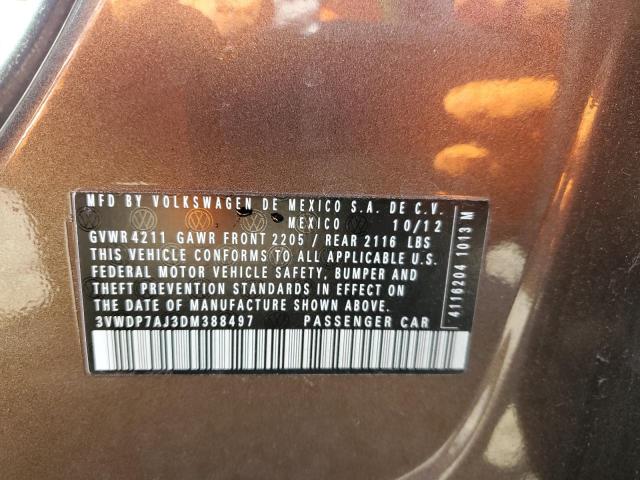 MFD BY VOLKSWAGEN DE MEXICO S.A. DE C.V.
MEXICO 10/12
GVWR 4211 GAWR FRONT 2205 / REAR 2116 LBS
THIS VEHICLE CONFORMS TO ALL APPLICABLE U.S.
FEDERAL MOTOR VEHICLE SAFETY, BUMPER AND
THEFT PREVENTION STANDARDS IN EFFECT ON
THE DATE OF MANUFACTURE SHOWN ABOVE.
3VWDP7AJ3DM388497 PASSENGER CAR
4116204 1013 M